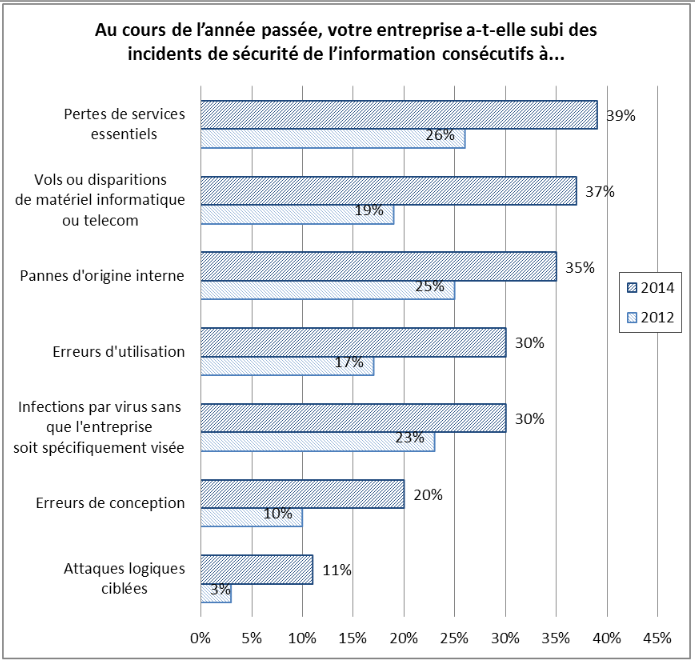 Au cours de l’année passée, votre entreprise a-t-elle subi des
incidents de sécurité de l’information consécutifs à...
Pertes de services
essentiels
39%
26%
Vols ou disparitions
de matériel informatique
ou telecom
37%
19%
Pannes d'origine interne
35%
25%
2014
2012
Erreurs d'utilisation
30%
17%
Infections par virus sans
que l'entreprise
soit spécifiquement visée
30%
23%
Erreurs de conception
20%
10%
Attaques logiques
ciblées
11%
3%
0% 5% 10% 15% 20% 25% 30% 35% 40% 45%